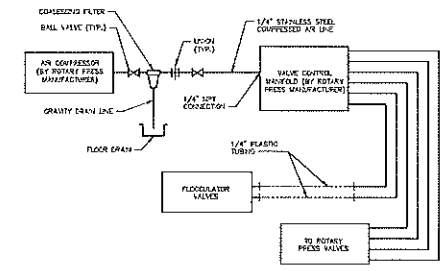 COALESCING FILTER
BALL VALVE (TYP.)
UNION
(TYP.)
1/4" STAINLESS STEEL
COMPRESSED AIR LINE
AIR COMPRESSOR
(BY ROTARY PRESS
MANUFACTURER)
VALVE CONTROL
MANIFOLD (BY ROTARY
PRESS MANUFACTURER)
GRAVITY DRAIN LINE
1/4" NPT
CONNECTION
FLOOR DRAIN
1/4" PLASTIC
TUBING
FLOCCULATOR
VALVES
TO ROTARY
PRESS VALVES